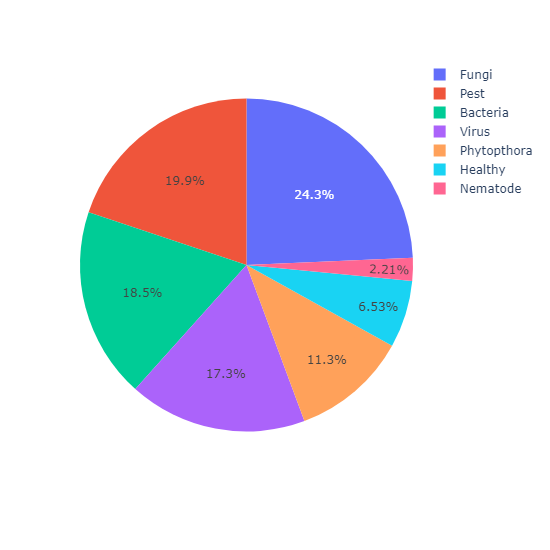 Fungi
Pest
Bacteria
Virus
Phytopthora
Healthy
Nematode
24.3%
19.9%
2.21%
18.5%
6.53%
11.3%
17.3%